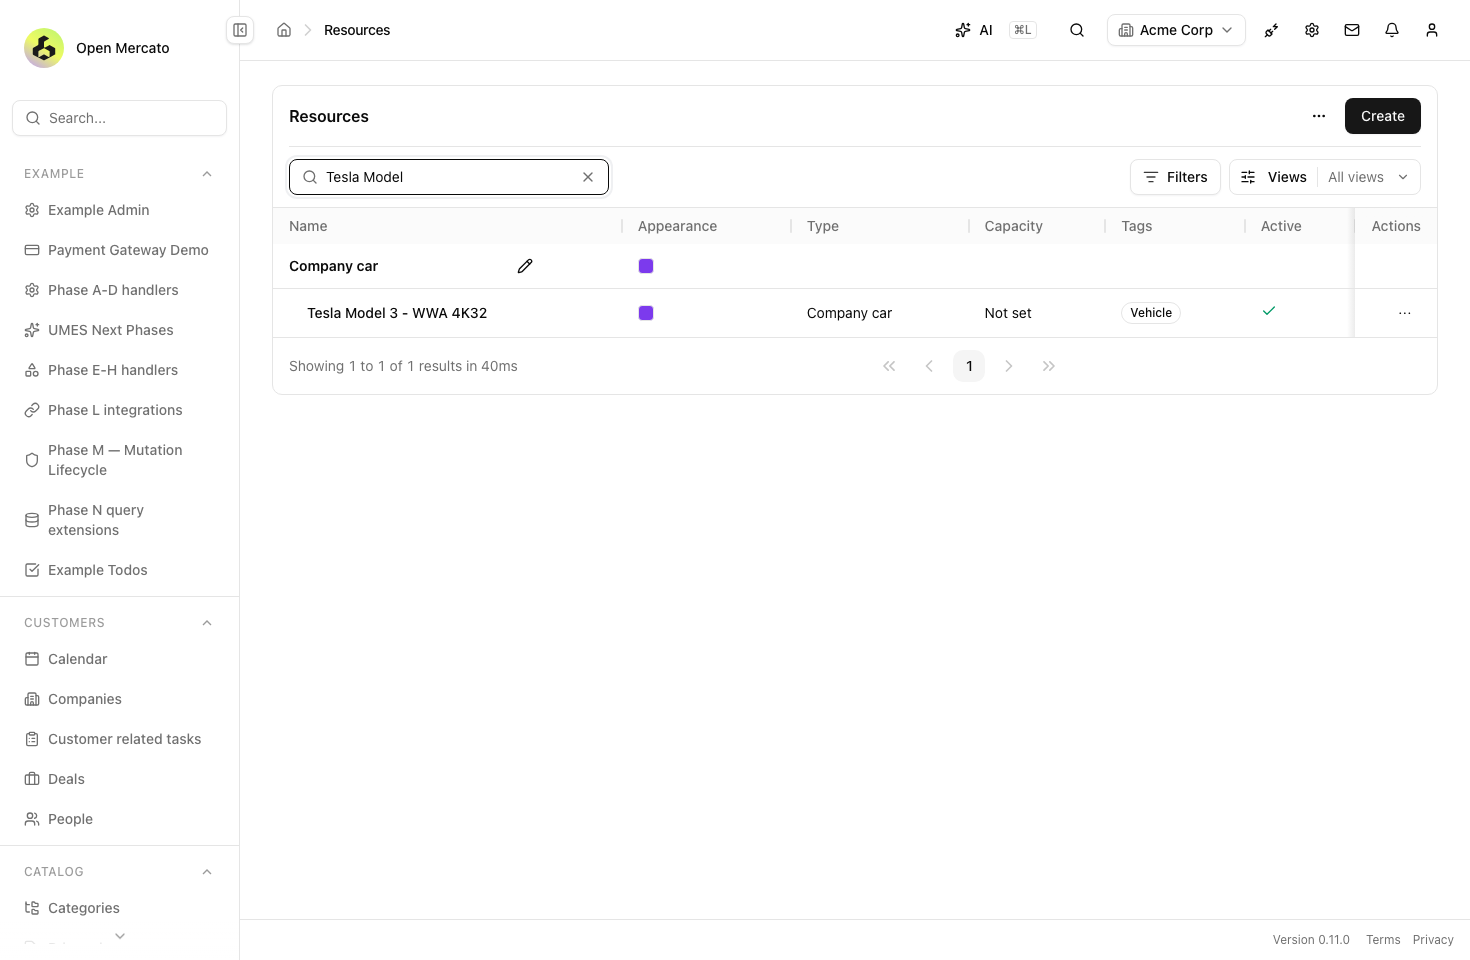 Open Mercato
Resources
AI
⌘L
Acme Corp
Search...
EXAMPLE
Example Admin
Payment Gateway Demo
Phase A-D handlers
UMES Next Phases
Phase E-H handlers
Phase L integrations
Phase M — Mutation
Lifecycle
Phase N query
extensions
Example Todos
CUSTOMERS
Calendar
Companies
Customer related tasks
Deals
People
CATALOG
Categories
Resources
Create
Tesla Model
Filters
Views
All views
Name Appearance Type Capacity Tags Active Actions
Company car
Tesla Model 3 - WWA 4K32 Company car Not set Vehicle
Showing 1 to 1 of 1 results in 40ms
1
Version 0.11.0 Terms Privacy